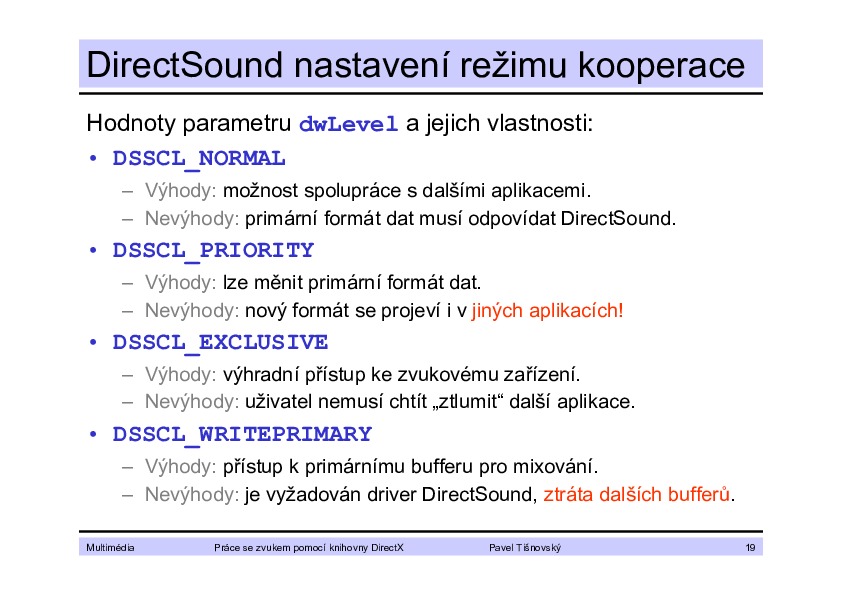 DirectSound nastavení režimu kooperace
Hodnoty parametru dwLevel a jejich vlastnosti:
• DSSCL_NORMAL
– Výhody: možnost spolupráce s dalšími aplikacemi.
– Nevýhody: primární formát dat musí odpovídat DirectSound.
• DSSCL_PRIORITY
– Výhody: lze měnit primární formát dat.
– Nevýhody: nový formát se projeví i v jiných aplikacích!
• DSSCL_EXCLUSIVE
– Výhody: výhradní přístup ke zvukovému zařízení.
– Nevýhody: uživatel nemusí chtít „ztlumit“ další aplikace.
• DSSCL_WRITEPRIMARY
– Výhody: přístup k primárnímu bufferu pro mixování.
– Nevýhody: je vyžadován driver DirectSound, ztráta dalších bufferů.
Multimédia Práce se zvukem pomocí knihovny DirectX Pavel Tišnovský 19